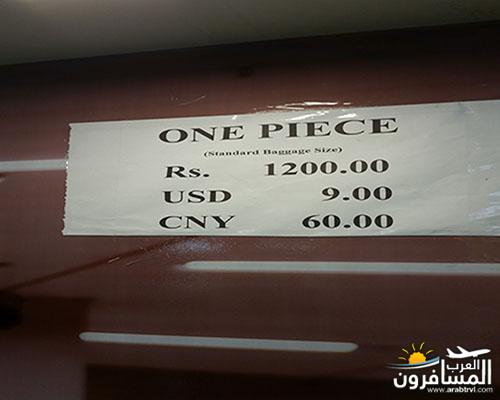 ONE PIECE
(Standard Baggage Size)
Rs. 1200.00
USD 9.00
CNY 60.00
العرب
المسافرون
www.arabtrvl.com